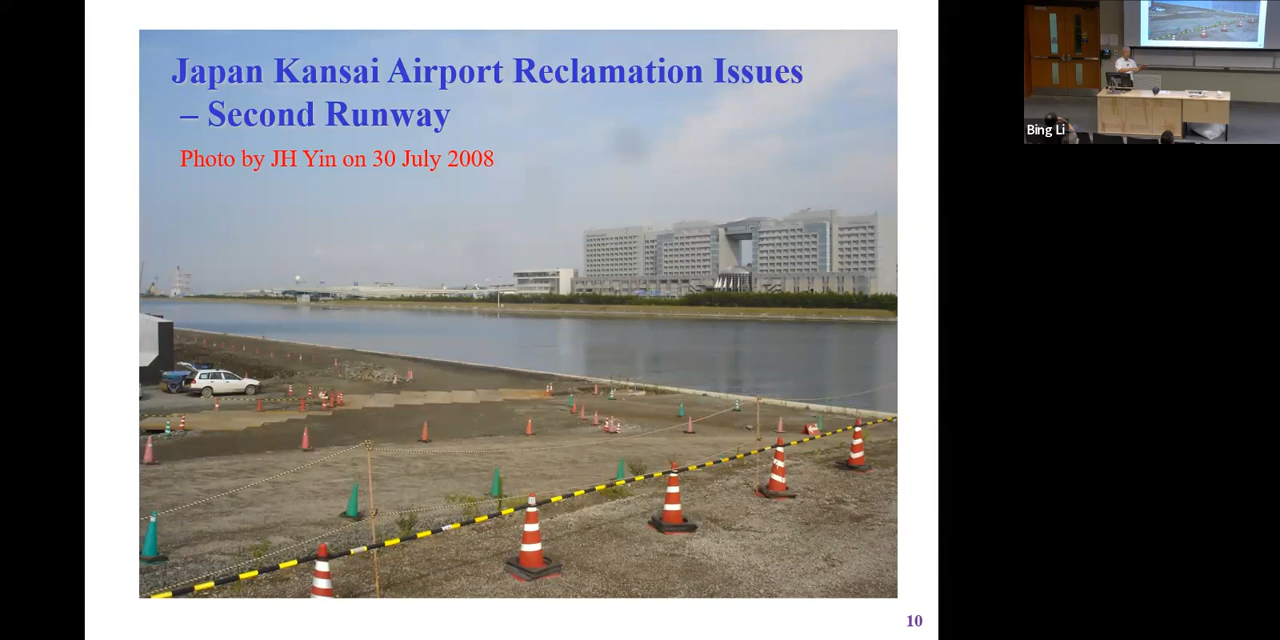 Japan Kansai Airport Reclamation Issues
– Second Runway
Photo by JH Yin on 30 July 2008
Bing Li
10